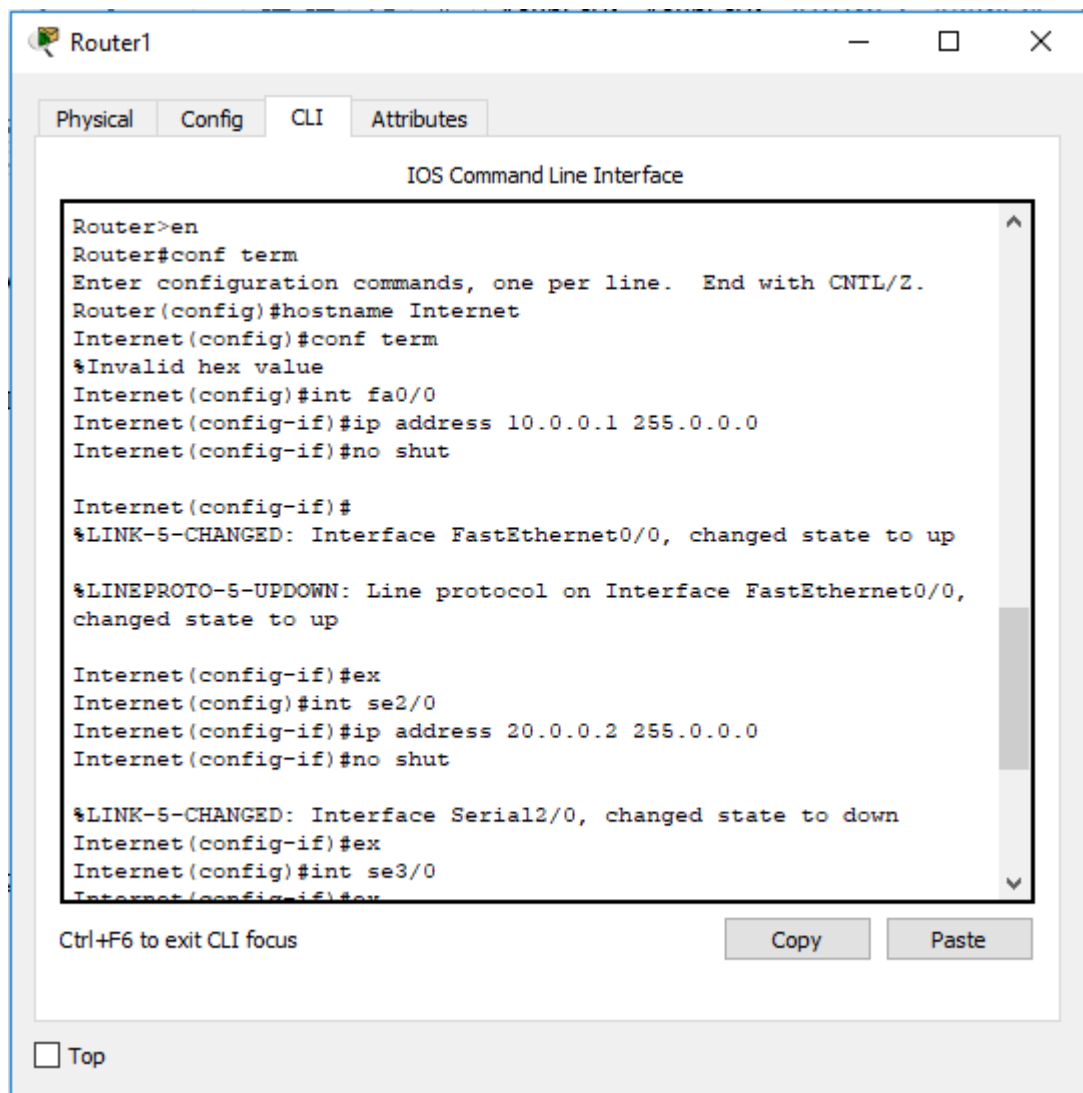 Router1
Physical Config CLI Attributes
IOS Command Line Interface
Router>en
Router#conf term
Enter configuration commands, one per line.  End with CNTL/Z.
Router(config)#hostname Internet
Internet(config)#conf term
%Invalid hex value
Internet(config)#int fa0/0
Internet(config-if)#ip address 10.0.0.1 255.0.0.0
Internet(config-if)#no shut
Internet(config-if)#
%LINK-5-CHANGED: Interface FastEthernet0/0, changed state to up
%LINEPROTO-5-UPDOWN: Line protocol on Interface FastEthernet0/0,
changed state to up
Internet(config-if)#ex
Internet(config)#int se2/0
Internet(config-if)#ip address 20.0.0.2 255.0.0.0
Internet(config-if)#no shut
%LINK-5-CHANGED: Interface Serial2/0, changed state to down
Internet(config-if)#ex
Internet(config)#int se3/0
Internet(config-if)#ex
Ctrl+F6 to exit CLI focus
Copy Paste
Top